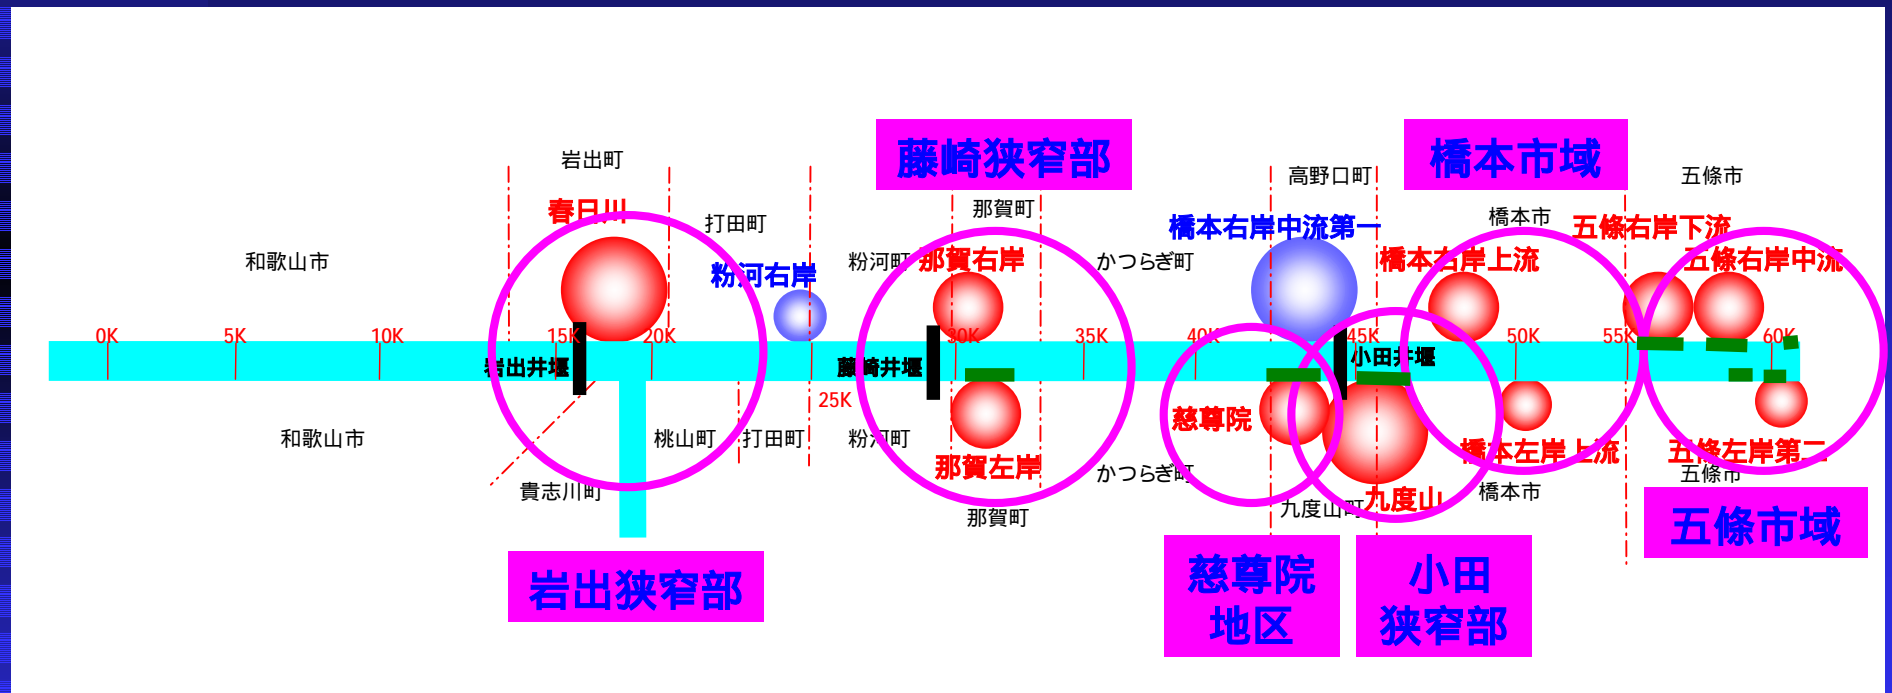 藤崎狭窄部
橋本市域
岩出町
高野口町
五條市
春日川
打田町
那賀町
橋本右岸中流第一
橋本市
五條右岸下流
和歌山市
粉河右岸
粉河町
那賀右岸
かつらぎ町
橋本右岸上流
五條右岸中流
0K
5K
10K
15K
20K
30K
35K
40K
45K
50K
55K
60K
岩出井堰
藤崎井堰
小田井堰
25K
慈尊院
和歌山市
桃山町
打田町
粉河町
那賀左岸
かつらぎ町
橋本左岸上流
五條左岸第二
五條市
貴志川町
那賀町
九度山町
九度山
橋本市
岩出狭窄部
慈尊院
地区
小田
狭窄部
五條市域